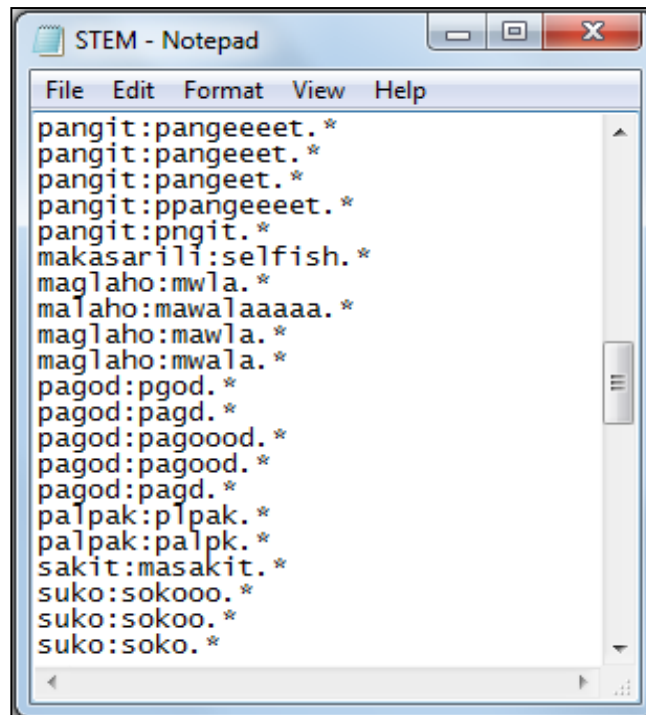 STEM - Notepad
File Edit Format View Help
pangit:pangeeeet.*
pangit:pangeeet.*
pangit:pangeet.*
pangit:ppangeeeet.*
pangit:pngit.*
makasarili:selfish.*
maglaho:mwla.*
malaho:mawalaaaaa.*
maglaho:mawla.*
maglaho:mwala.*
pagod:pgod.*
pagod:pagd.*
pagod:pagoood.*
pagod:pagood.*
pagod:pagd.*
palpak:plpak.*
palpak:palpk.*
sakit:masakit.*
suko:sokooo.*
suko:sokoo.*
suko:soko.*